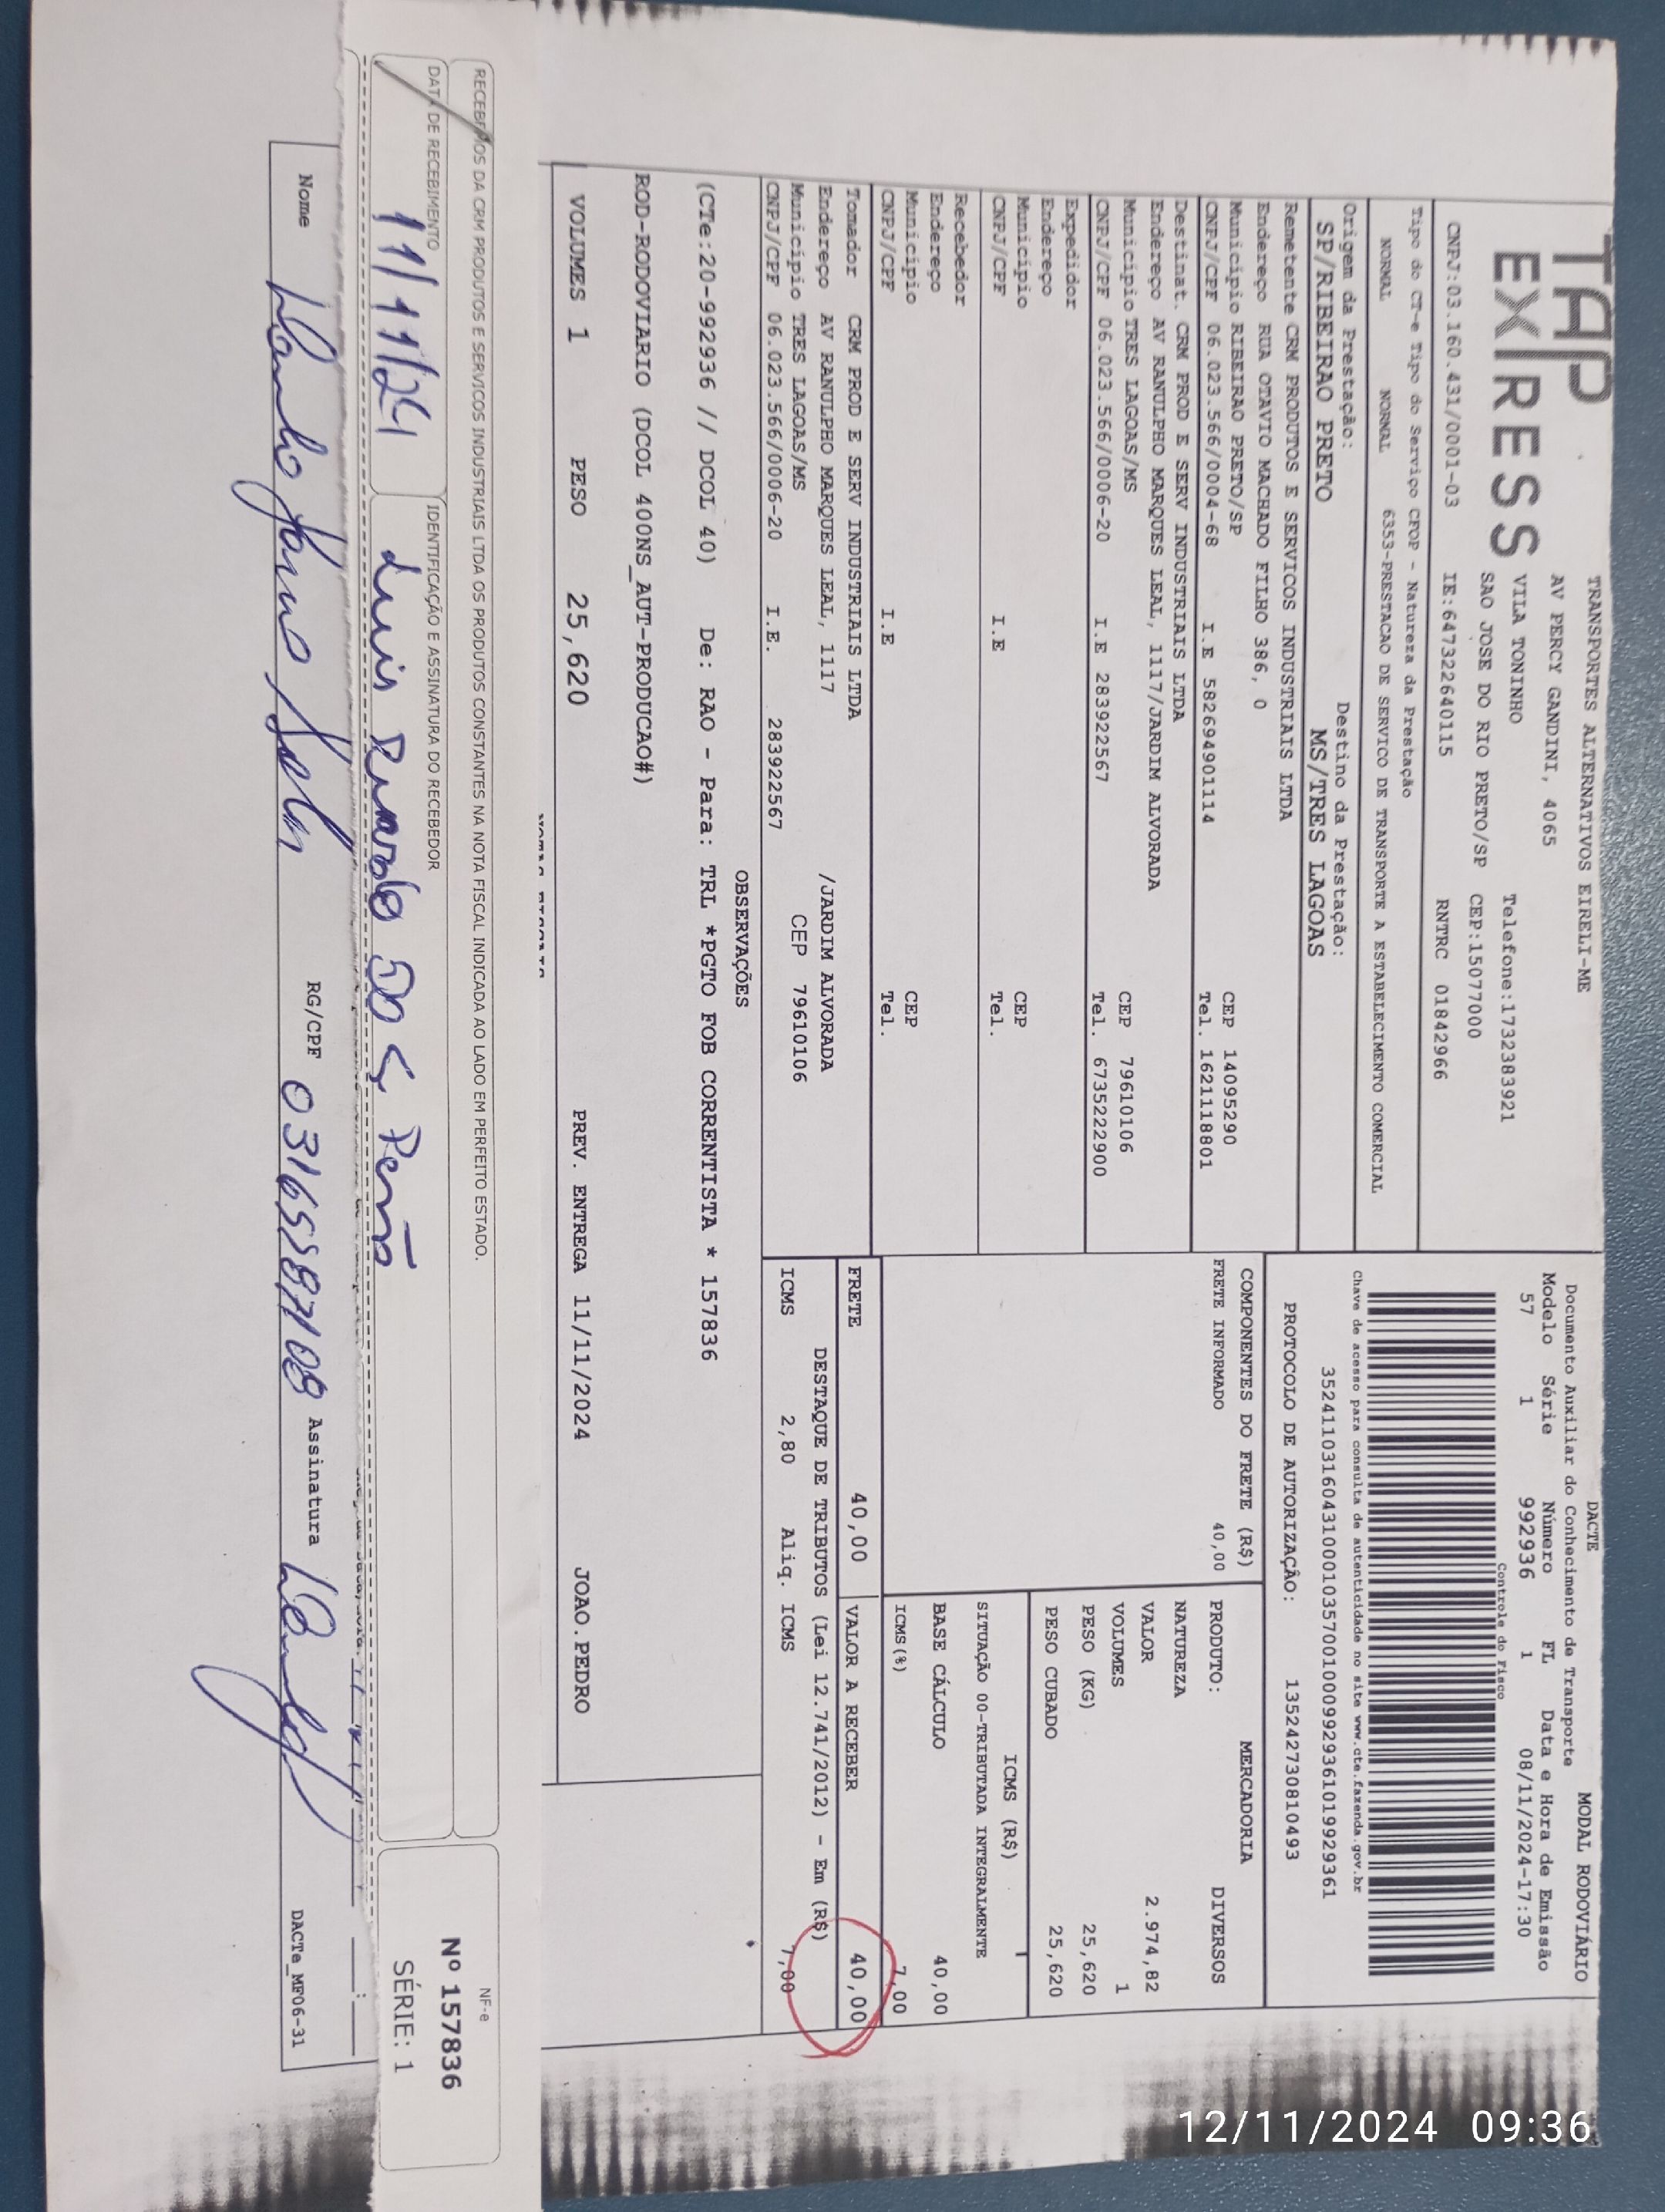 TAP
EXPRESS
TRANSPORTES ALTERNATIVOS EIRELI-ME
AV PERCY GANDINI, 4065
VILA TONINHO Telefone:1732383921
SAO JOSE DO RIO PRETO/SP CEP:15077000
CNPJ:03.160.431/0001-03 IE:647322640115 RNTRC 01842966
Tipo do CT-e Tipo do Serviço CFOP - Natureza da Prestação
NORMAL NORMAL 6353-PRESTACAO DE SERVICO DE TRANSPORTE A ESTABELECIMENTO COMERCIAL
Origem da Prestação: Destino da Prestação:
SP/RIBEIRAO PRETO MS/TRES LAGOAS
Remetente CRM PRODUTOS E SERVICOS INDUSTRIAIS LTDA
Endereço RUA OTAVIO MACHADO FILHO 386, 0
Município RIBEIRAO PRETO/SP CEP 14095290
CNPJ/CPF 06.023.566/0004-68 I.E 582694901114 Tel. 1621118801
Destinat. CRM PROD E SERV INDUSTRIAIS LTDA
Endereço AV RANULPHO MARQUES LEAL, 1117/JARDIM ALVORADA
Município TRES LAGOAS/MS CEP 79610106
CNPJ/CPF 06.023.566/0006-20 I.E 283922567 Tel. 6735222900
Expedidor
Endereço
Município CEP
CNPJ/CPF I.E Tel.
Recebedor
Endereço
Município CEP
CNPJ/CPF I.E Tel.
Tomador CRM PROD E SERV INDUSTRIAIS LTDA
Endereço AV RANULPHO MARQUES LEAL, 1117 /JARDIM ALVORADA
Município TRES LAGOAS/MS CEP 79610106
CNPJ/CPF 06.023.566/0006-20 I.E. 283922567
DACTE MODAL RODOVIÁRIO
Documento Auxiliar do Conhecimento de Transporte
Modelo Série Número FL Data e Hora de Emissão
57 1 992936 1 08/11/2024-17:30
Controle do Fisco
Chave de acesso para consulta de autenticidade no site www.cte.fazenda.gov.br
35241103160431000103570010009929361019929361
PROTOCOLO DE AUTORIZAÇÃO: 135242730810493
COMPONENTES DO FRETE (R$)
FRETE INFORMADO 40,00
MERCADORIA
PRODUTO: DIVERSOS
NATUREZA
VALOR 2.974,82
VOLUMES 1
PESO (KG) 25,620
PESO CUBADO 25,620
ICMS (R$)
SITUAÇÃO 00-TRIBUTADA INTEGRALMENTE
BASE CÁLCULO 40,00
ICMS(%) 7,00
FRETE 40,00 VALOR A RECEBER 40,00
DESTAQUE DE TRIBUTOS (Lei 12.741/2012) - Em (R$)
ICMS 2,80 Aliq. ICMS 7,00
OBSERVAÇÕES
(CTe:20-992936 // DCOL 40) De: RAO - Para: TRL *PGTO FOB CORRENTISTA * 157836
ROD-RODOVIARIO (DCOL 400NS_AUT-PRODUCAO#)
VOLUMES 1 PESO 25,620 PREV. ENTREGA 11/11/2024 JOAO.PEDRO
RECEBEMOS DA CRM PRODUTOS E SERVICOS INDUSTRIAIS LTDA OS PRODUTOS CONSTANTES NA NOTA FISCAL INDICADA AO LADO EM PERFEITO ESTADO.
DATA DE RECEBIMENTO IDENTIFICAÇÃO E ASSINATURA DO RECEBEDOR
11/11/24 Luis
NF-e
Nº 157836
SÉRIE: 1
Nome RG/CPF Assinatura
DACTe_MF06-31
12/11/2024 09:36